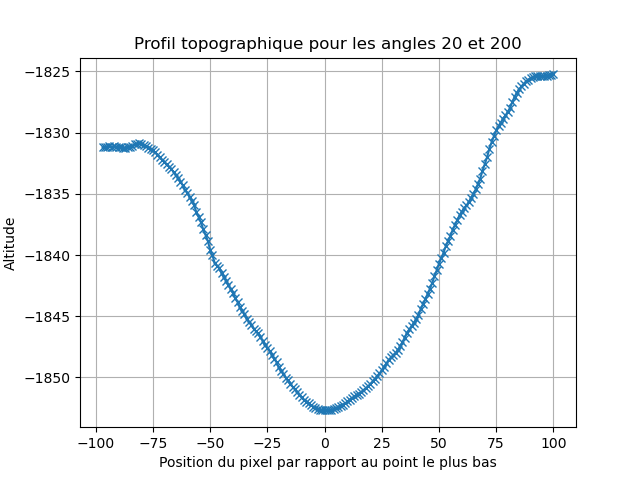 Profil topographique pour les angles 20 et 200
−1825
−1830
−1835
−1840
−1845
−1850
Altitude
−100 −75 −50 −25 0 25 50 75 100
Position du pixel par rapport au point le plus bas